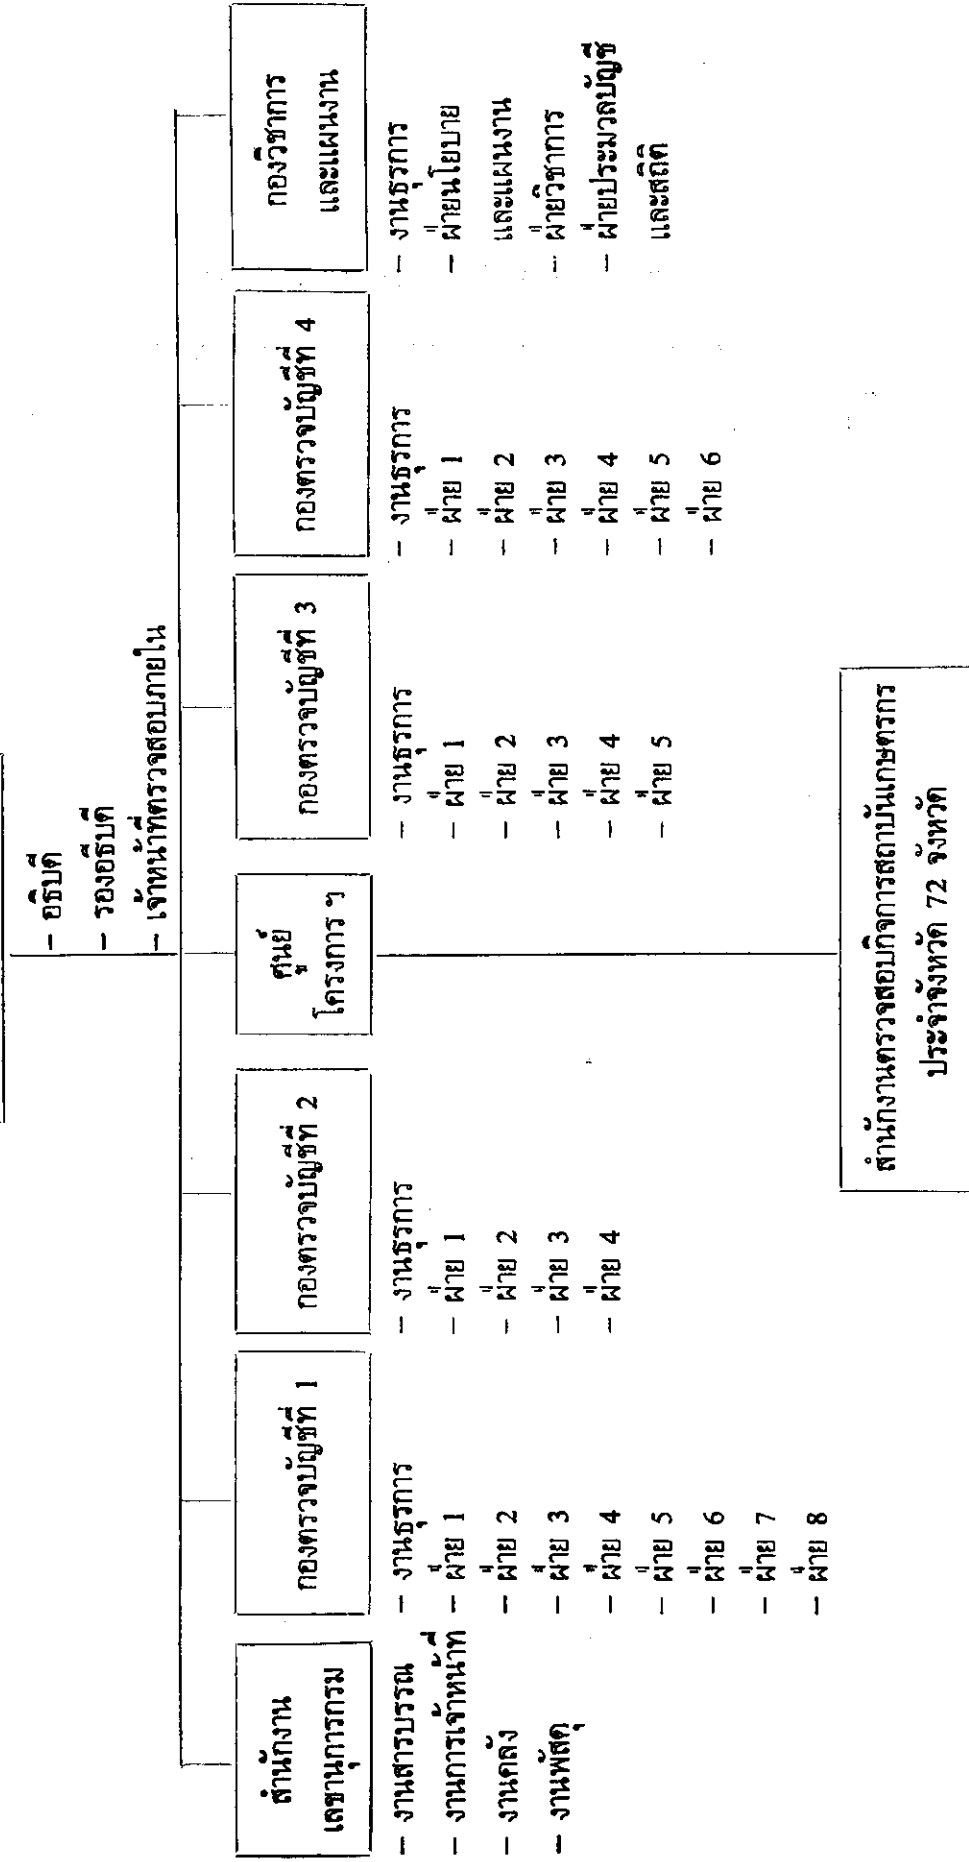 - อธิบดี
- รองอธิบดี
- เจ้าหน้าที่ตรวจสอบภายใน
สำนักงาน
เลขานุการกรม
- งานสารบรรณ
- งานการเจ้าหน้าที่
- งานคลัง
- งานพัสดุ
กองตรวจบัญชีที่ 1
- งานธุรการ
- ฝ่าย 1
- ฝ่าย 2
- ฝ่าย 3
- ฝ่าย 4
- ฝ่าย 5
- ฝ่าย 6
- ฝ่าย 7
- ฝ่าย 8
กองตรวจบัญชีที่ 2
- งานธุรการ
- ฝ่าย 1
- ฝ่าย 2
- ฝ่าย 3
- ฝ่าย 4
ศูนย์
โครงการ ฯ
กองตรวจบัญชีที่ 3
- งานธุรการ
- ฝ่าย 1
- ฝ่าย 2
- ฝ่าย 3
- ฝ่าย 4
- ฝ่าย 5
กองตรวจบัญชีที่ 4
- งานธุรการ
- ฝ่าย 1
- ฝ่าย 2
- ฝ่าย 3
- ฝ่าย 4
- ฝ่าย 5
- ฝ่าย 6
กองวิชาการ
และแผนงาน
- งานธุรการ
- ฝ่ายนโยบาย
และแผนงาน
- ฝ่ายวิชาการ
- ฝ่ายประมวลบัญชี
และสถิติ
สำนักงานตรวจสอบกิจการสถาบันเกษตรกร
ประจำจังหวัด 72 จังหวัด